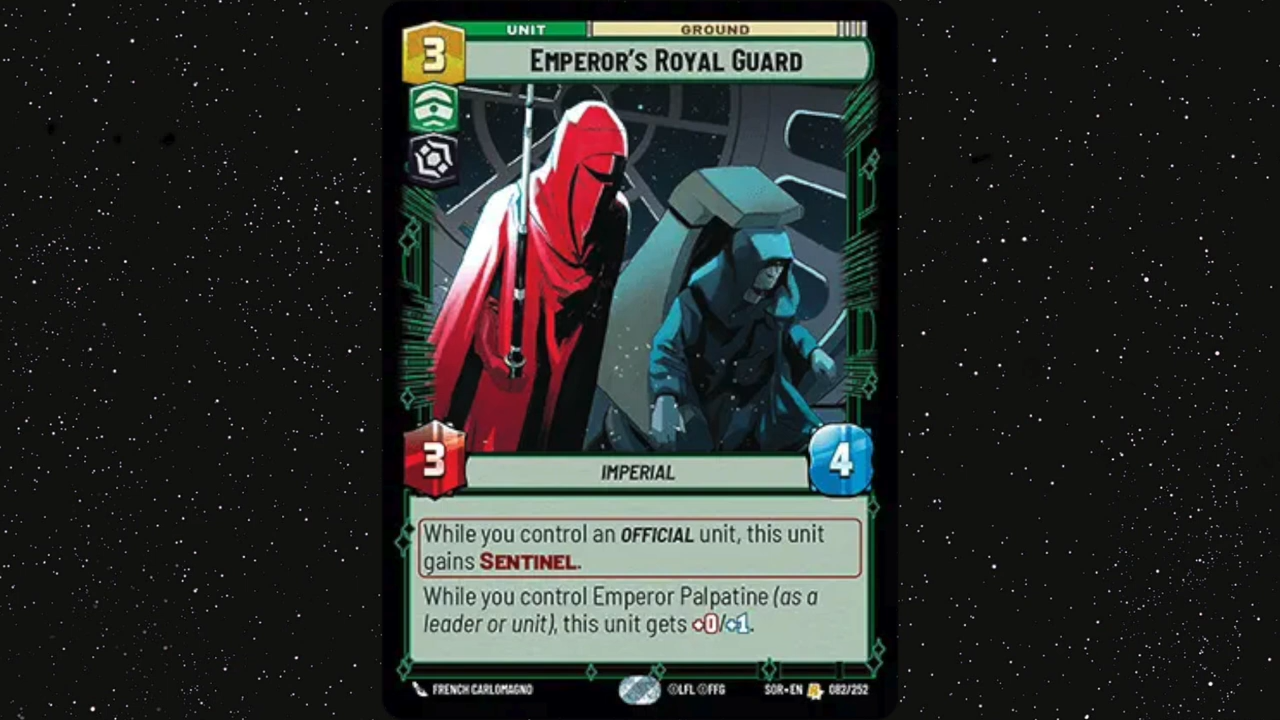 UNIT GROUND
3 EMPEROR'S ROYAL GUARD
3 IMPERIAL 4
While you control an OFFICIAL unit, this unit
gains SENTINEL.
While you control Emperor Palpatine (as a
leader or unit), this unit gets +0/+1.
FRENCH CARLOMAGNO ©LFL ©FFG SOR•EN R 082/252